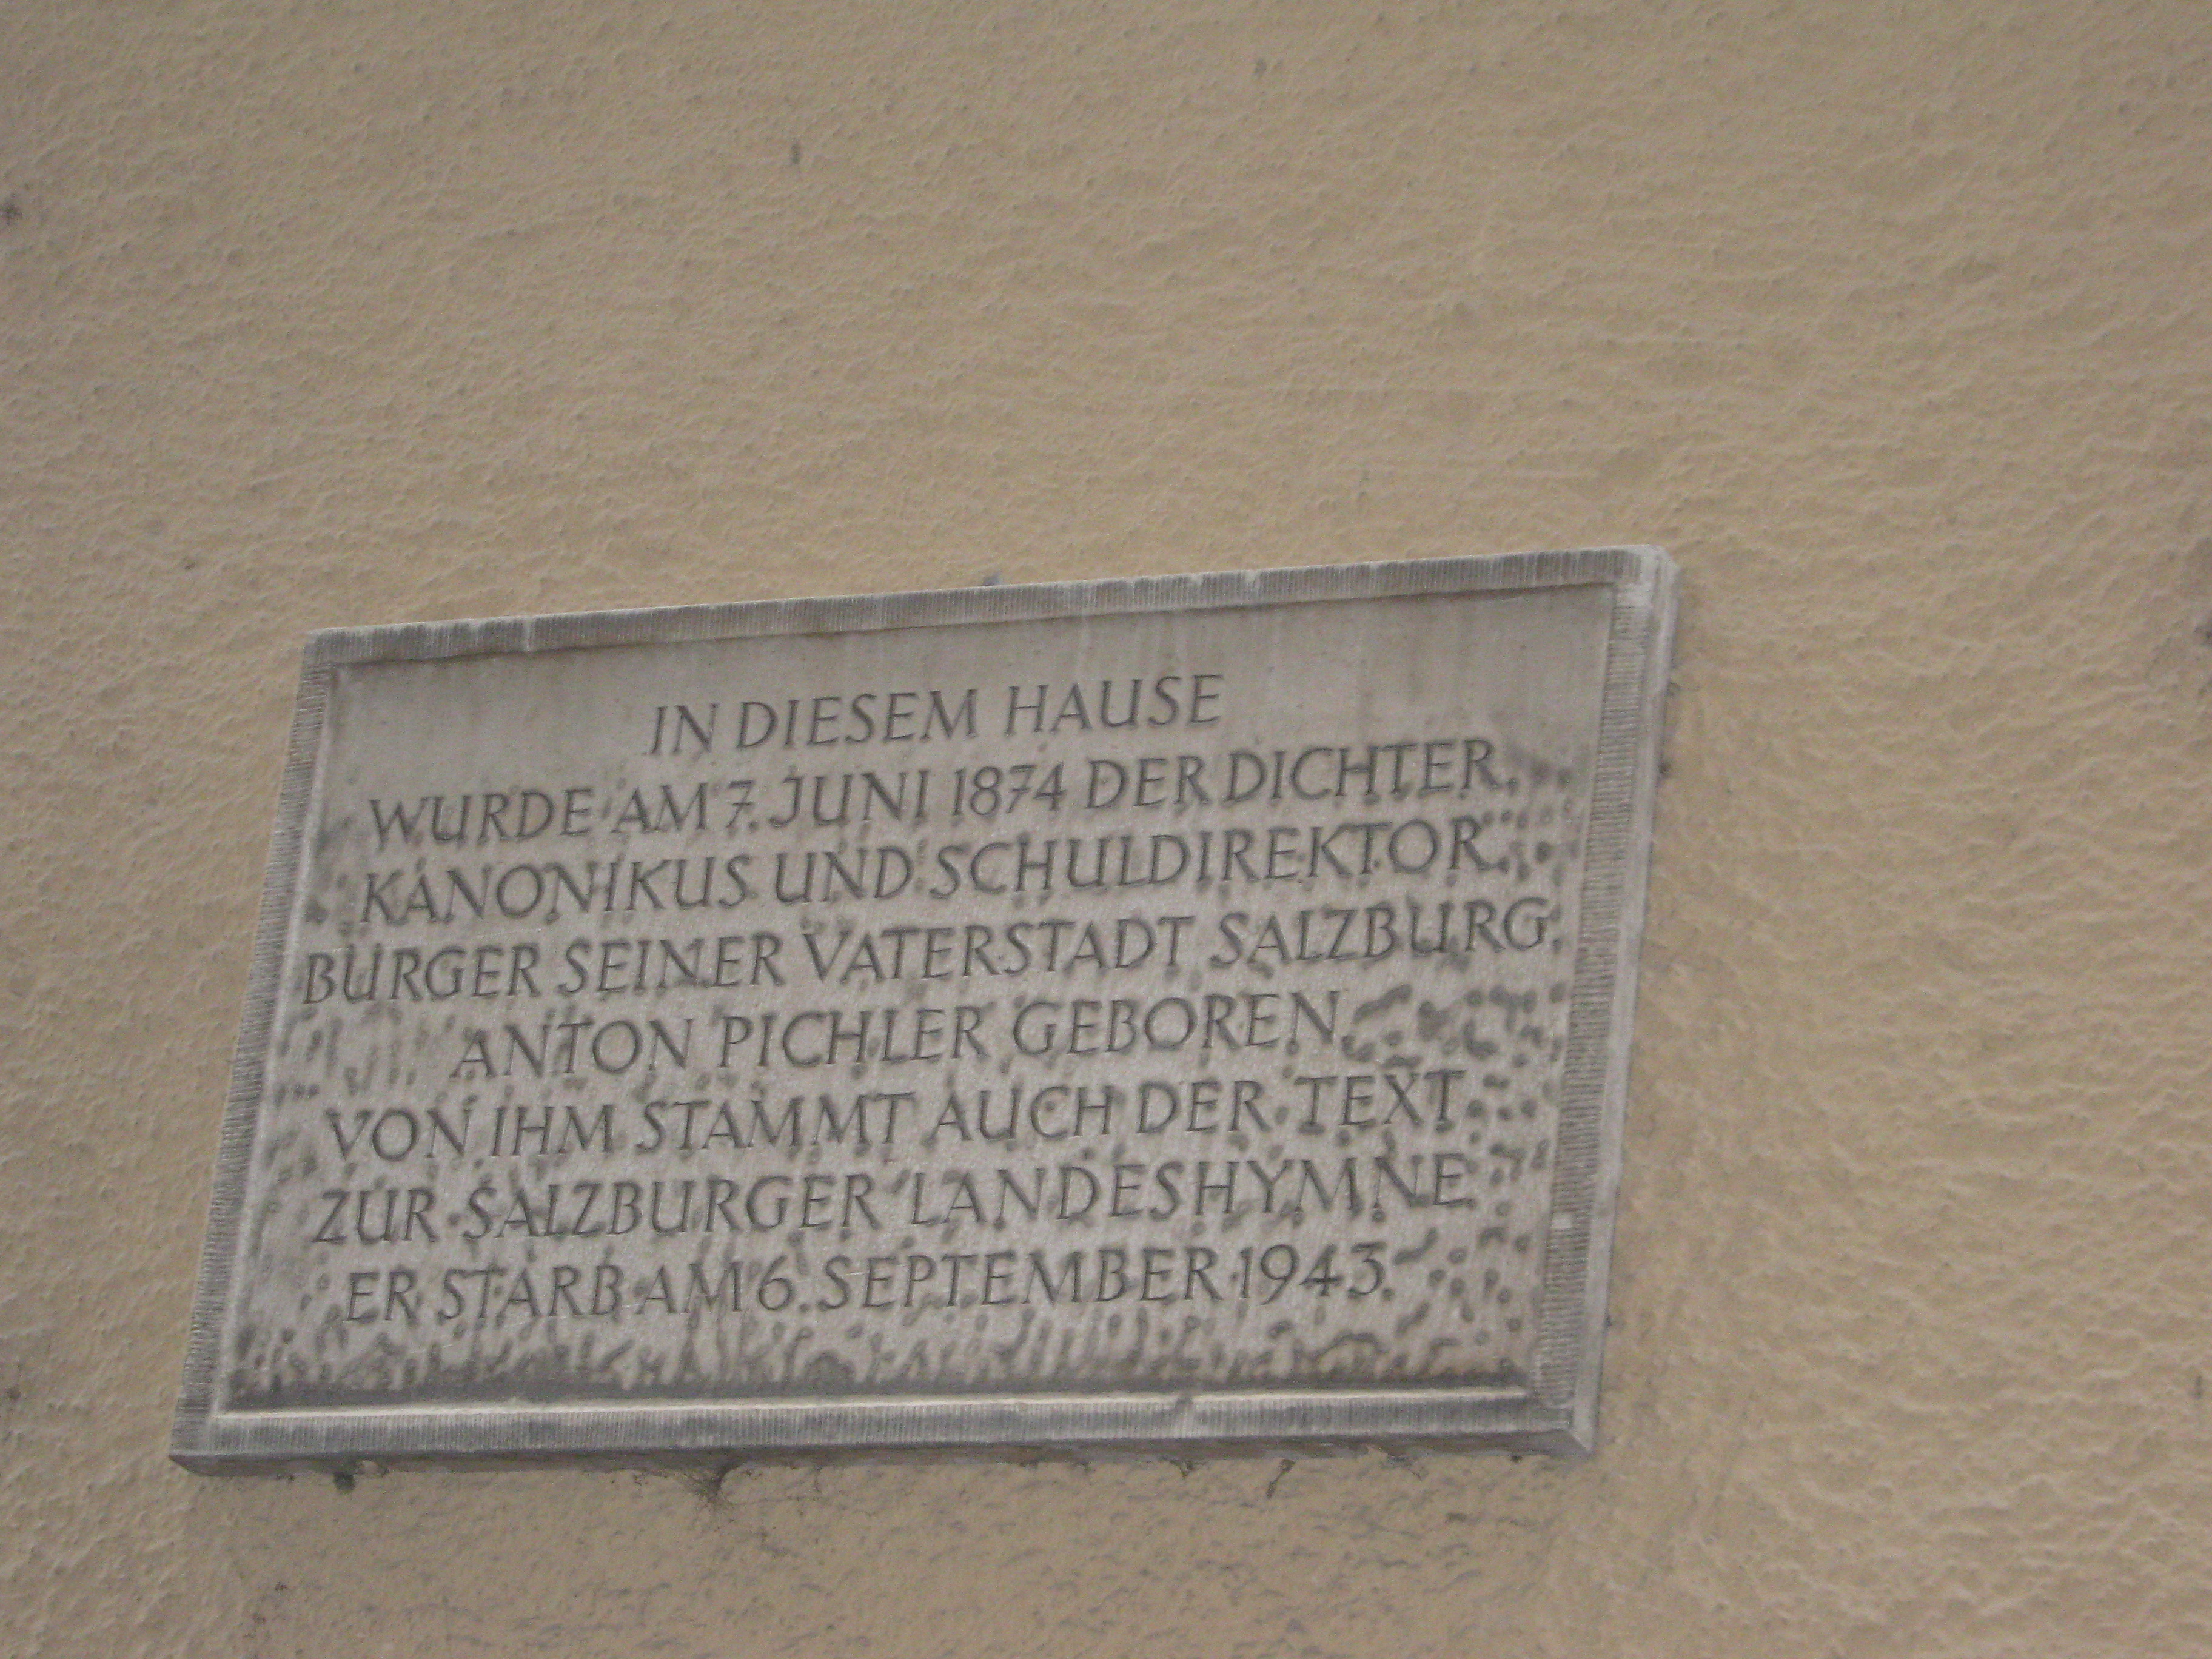 IN DIESEM HAUSE
WURDE AM 7. JUNI 1874 DER DICHTER,
KANONIKUS UND SCHULDIREKTOR,
BÜRGER SEINER VATERSTADT SALZBURG,
ANTON PICHLER GEBOREN.
VON IHM STAMMT AUCH DER TEXT
ZUR SALZBURGER LANDESHYMNE
ER STARB AM 6. SEPTEMBER 1943.